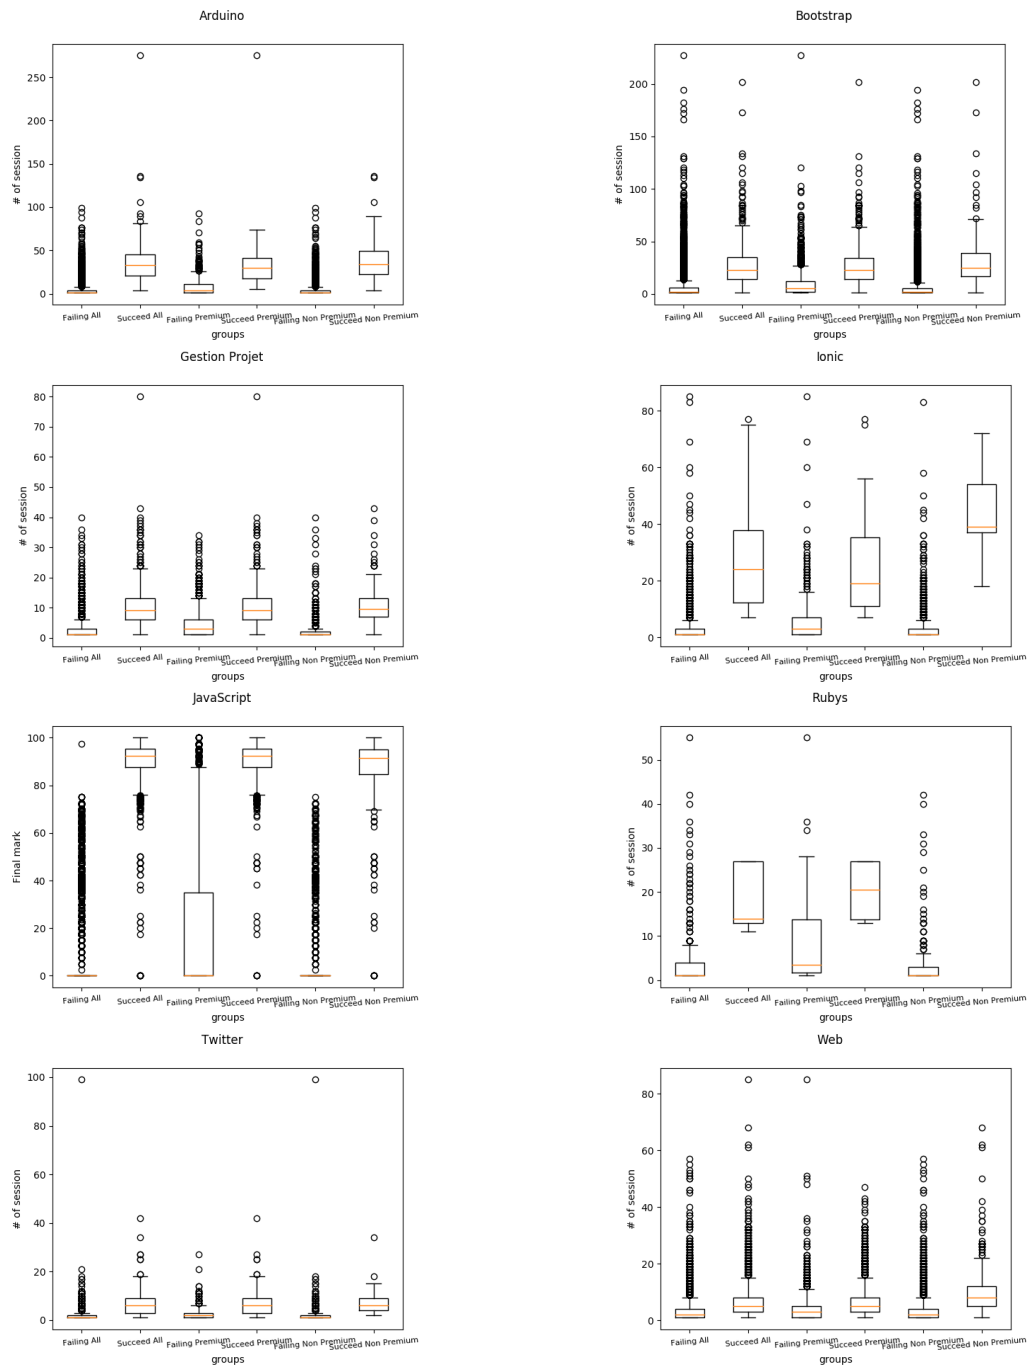 Arduino
# of session
250
200
150
100
50
0
Failing All Succeed All Failing Premium Succeed Premium Failing Non Premium Succeed Non Premium
groups
Bootstrap
# of session
200
150
100
50
0
Failing All Succeed All Failing Premium Succeed Premium Failing Non Premium Succeed Non Premium
groups
Gestion Projet
# of session
80
70
60
50
40
30
20
10
0
Failing All Succeed All Failing Premium Succeed Premium Failing Non Premium Succeed Non Premium
groups
Ionic
# of session
80
60
40
20
0
Failing All Succeed All Failing Premium Succeed Premium Failing Non Premium Succeed Non Premium
groups
JavaScript
Final mark
100
80
60
40
20
0
Failing All Succeed All Failing Premium Succeed Premium Failing Non Premium Succeed Non Premium
groups
Rubys
# of session
50
40
30
20
10
0
Failing All Succeed All Failing Premium Succeed Premium Failing Non Premium Succeed Non Premium
groups
Twitter
# of session
100
80
60
40
20
0
Failing All Succeed All Failing Premium Succeed Premium Failing Non Premium Succeed Non Premium
groups
Web
# of session
80
60
40
20
0
Failing All Succeed All Failing Premium Succeed Premium Failing Non Premium Succeed Non Premium
groups